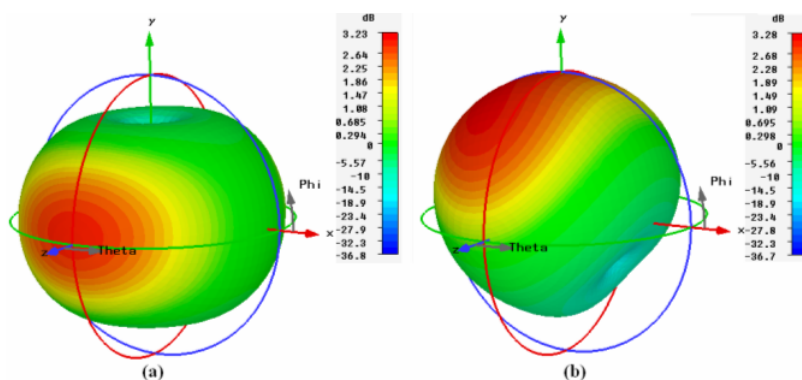 y
dB
3.23
2.64
2.25
1.86
1.47
1.08
0.685
0.294
0
-5.57
-10
-14.5
-18.9
-23.4
-27.9
-32.3
-36.8
Phi
x
z
Theta
(a)
y
dB
3.28
2.68
2.28
1.89
1.49
1.09
0.695
0.298
0
-5.56
-10
-14.5
-18.9
-23.4
-27.8
-32.3
-36.7
Phi
x
z
Theta
(b)